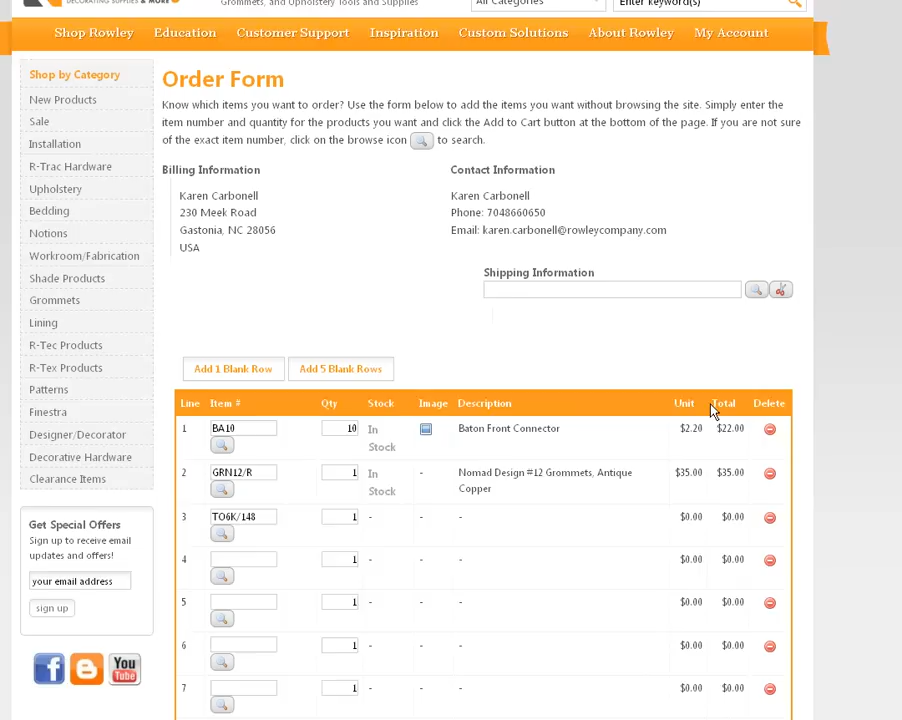 DECORATING SUPPLIES & MORE
Grommets, and Upholstery Tools and Supplies
All Categories
Enter keyword(s)
Shop Rowley Education Customer Support Inspiration Custom Solutions About Rowley My Account
Shop by Category
New Products
Sale
Installation
R-Trac Hardware
Upholstery
Bedding
Notions
Workroom/Fabrication
Shade Products
Grommets
Lining
R-Tec Products
R-Tex Products
Patterns
Finestra
Designer/Decorator
Decorative Hardware
Clearance Items
Get Special Offers
Sign up to receive email
updates and offers!
your email address
sign up
You
Tube
Order Form
Know which items you want to order? Use the form below to add the items you want without browsing the site. Simply enter the
item number and quantity for the products you want and click the Add to Cart button at the bottom of the page. If you are not sure
of the exact item number, click on the browse icon to search.
Billing Information
Karen Carbonell
230 Meek Road
Gastonia, NC 28056
USA
Contact Information
Karen Carbonell
Phone: 7048660650
Email: karen.carbonell@rowleycompany.com
Shipping Information
Add 1 Blank Row Add 5 Blank Rows
Line Item # Qty Stock Image Description Unit Total Delete
1 BA10 10 In Stock Baton Front Connector $2.20 $22.00
2 GRN12/R 1 In Stock - Nomad Design #12 Grommets, Antique Copper $35.00 $35.00
3 TO6K/148 1 - - - $0.00 $0.00
4 1 - - - $0.00 $0.00
5 1 - - - $0.00 $0.00
6 1 - - - $0.00 $0.00
7 1 - - - $0.00 $0.00